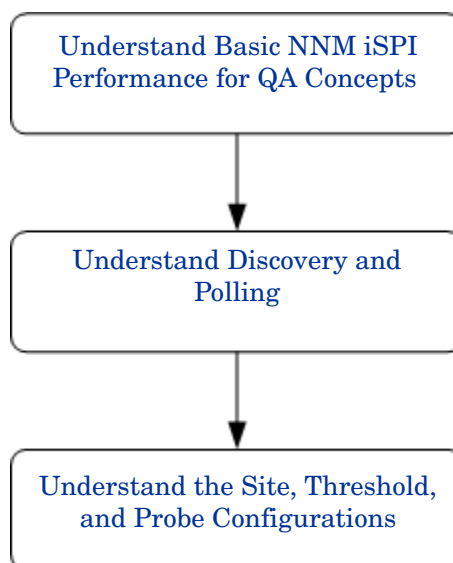 Understand Basic NNM iSPI
Performance for QA Concepts
Understand Discovery and
Polling
Understand the Site, Threshold,
and Probe Configurations